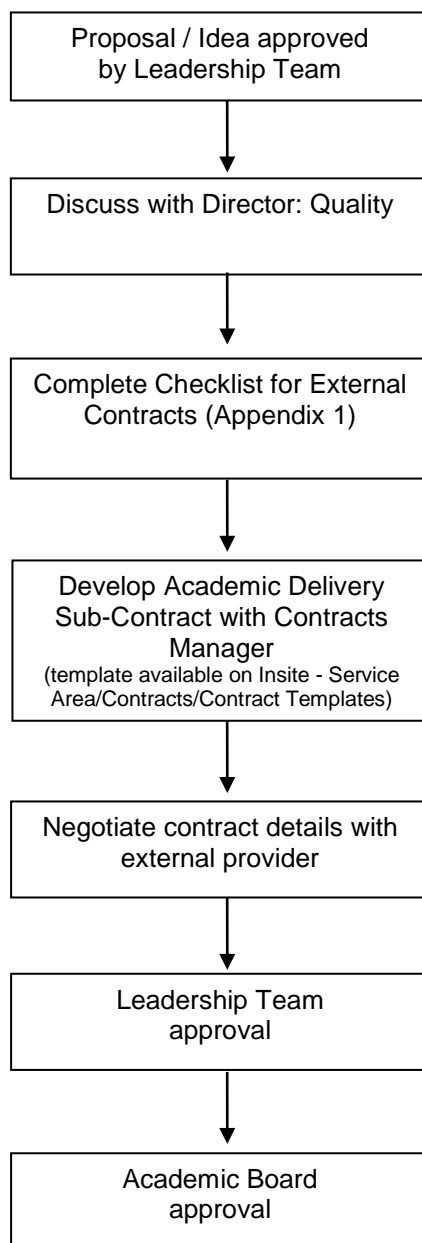 Proposal / Idea approved
by Leadership Team
Discuss with Director: Quality
Complete Checklist for External
Contracts (Appendix 1)
Develop Academic Delivery
Sub-Contract with Contracts
Manager
(template available on Insite - Service
Area/Contracts/Contract Templates)
Negotiate contract details with
external provider
Leadership Team
approval
Academic Board
approval